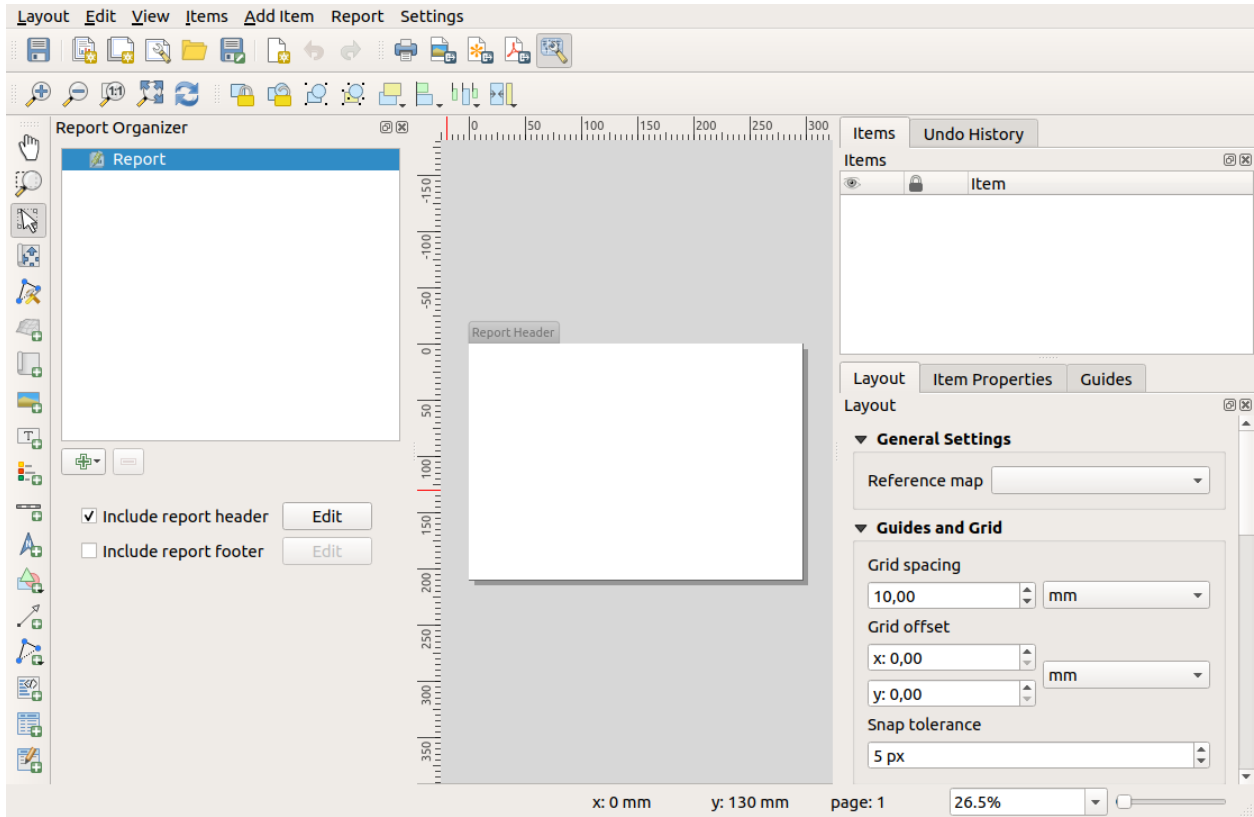 Layout Edit View Items Add Item Report Settings
1:1
Report Organizer
Report
Include report header Edit
Include report footer Edit
0 50 100 150 200 250 300
-150
-100
-50
0
50
100
150
200
250
300
350
Report Header
Items Undo History
Items
Item
Layout Item Properties Guides
Layout
General Settings
Reference map
Guides and Grid
Grid spacing
10,00 mm
Grid offset
x: 0,00
mm
y: 0,00
Snap tolerance
5 px
x: 0 mm y: 130 mm page: 1 26.5%